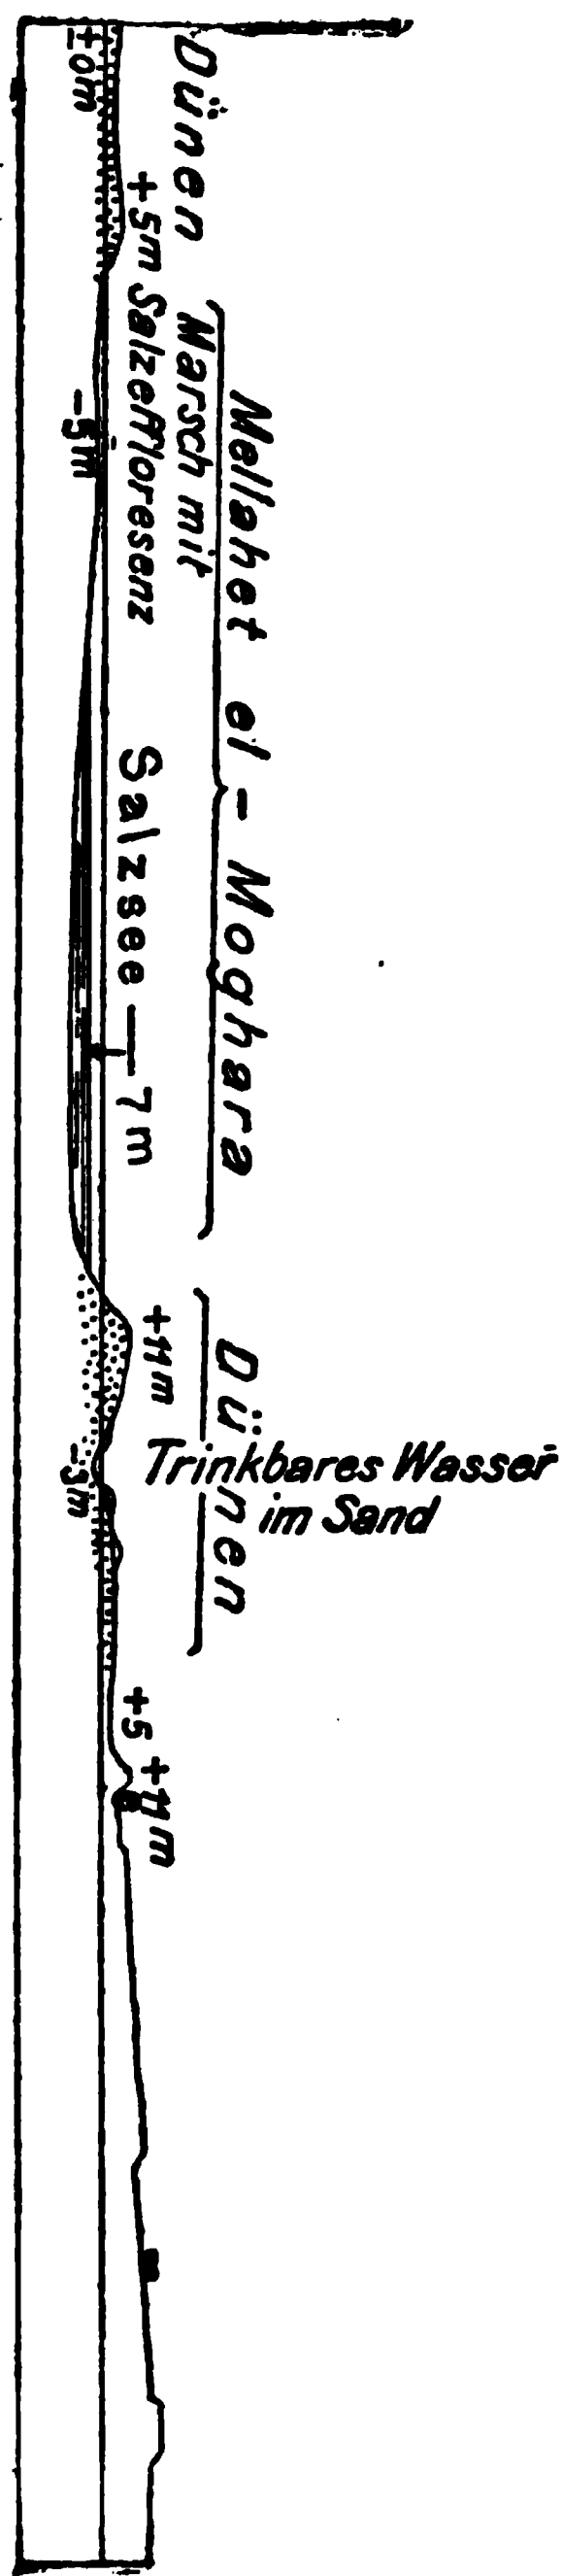 Dünen
± 0m
+5m
Mellahet el - Moghara
Marsch mit
Salzeffloresenz
-5m
Salzsee -7m
Dünen
+11m
-3m
Trinkbares Wasser
im Sand
+5
+11m